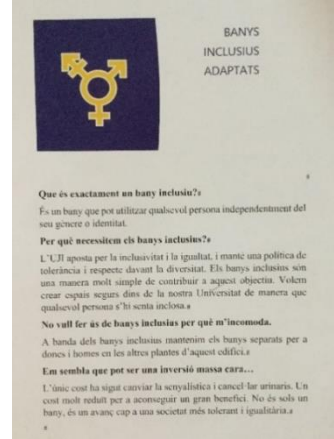 BANYS
INCLUSIUS
ADAPTATS
Què és exactament un bany inclusiu?
És un bany que pot utilitzar qualsevol persona independentment del
seu gènere o identitat.
Per què necessitem els banys inclusius?
L'UJI aposta per la inclusivitat i la igualtat, i manté una política de
tolerància i respecte davant la diversitat. Els banys inclusius són
una manera molt simple de contribuir a aquest objectiu. Volem
crear espais segurs dins de la nostra Universitat de manera que
qualsevol persona s'hi senta inclosa.
No vull fer ús de banys inclusius per què m'incomoda.
A banda dels banys inclusius mantenim els banys separats per a
dones i homes en les altres plantes d'aquest edifici.
Em sembla que pot ser una inversió massa cara…
L'únic cost ha sigut canviar la senyalística i cancel·lar urinaris. Un
cost molt reduït per a aconseguir un gran benefici. No és sols un
bany, és un avanç cap a una societat més tolerant i igualitària.